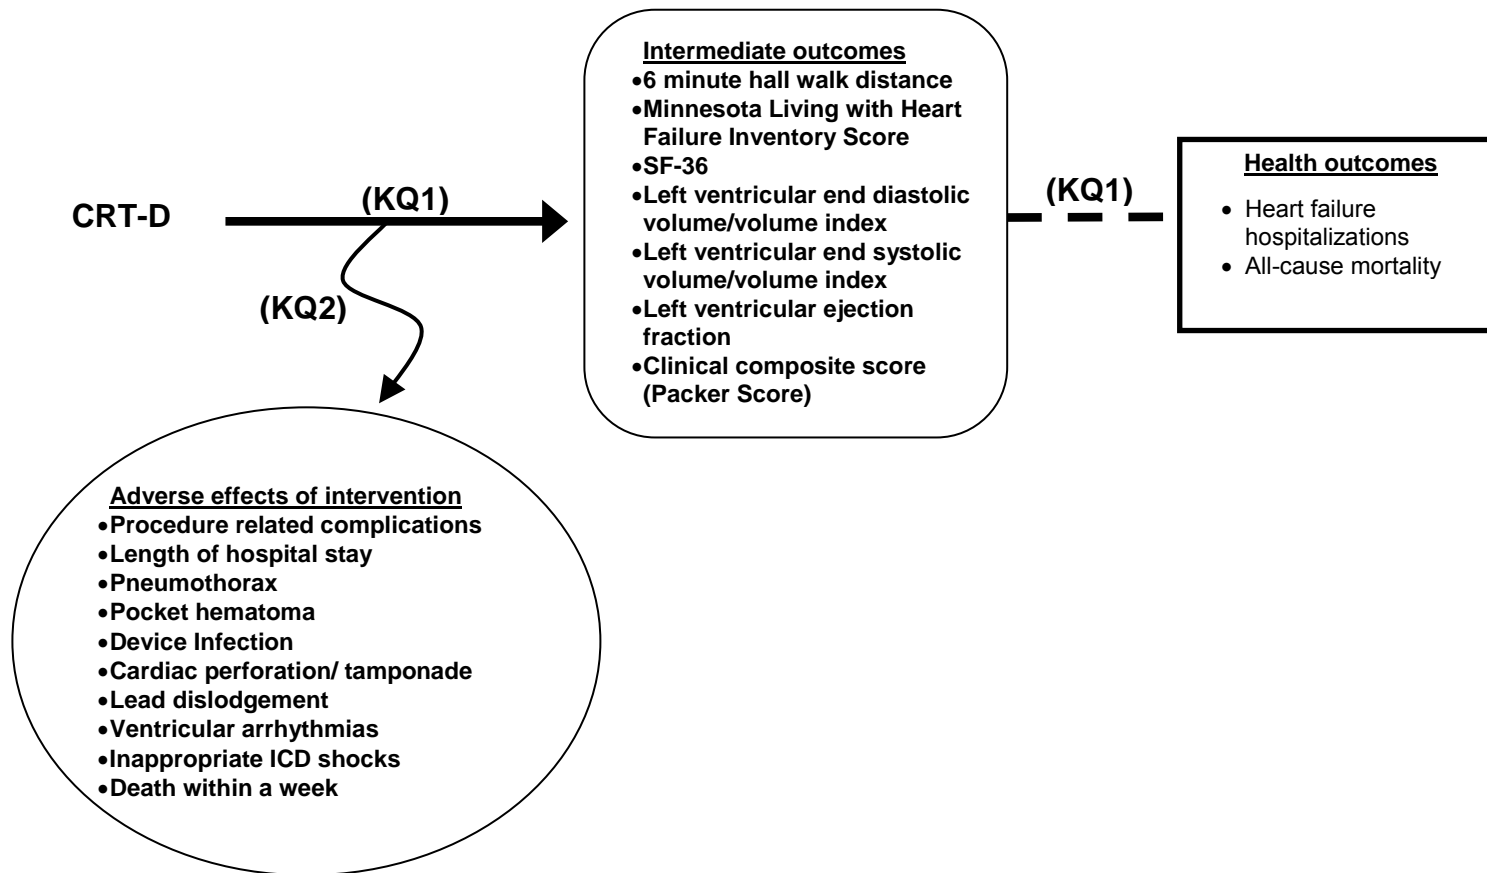 CRT-D
(KQ1)
(KQ2)
Intermediate outcomes
•6 minute hall walk distance
•Minnesota Living with Heart
Failure Inventory Score
•SF-36
•Left ventricular end diastolic
volume/volume index
•Left ventricular end systolic
volume/volume index
•Left ventricular ejection
fraction
•Clinical composite score
(Packer Score)
(KQ1)
Health outcomes
• Heart failure
hospitalizations
• All-cause mortality
Adverse effects of intervention
•Procedure related complications
•Length of hospital stay
•Pneumothorax
•Pocket hematoma
•Device Infection
•Cardiac perforation/ tamponade
•Lead dislodgement
•Ventricular arrhythmias
•Inappropriate ICD shocks
•Death within a week